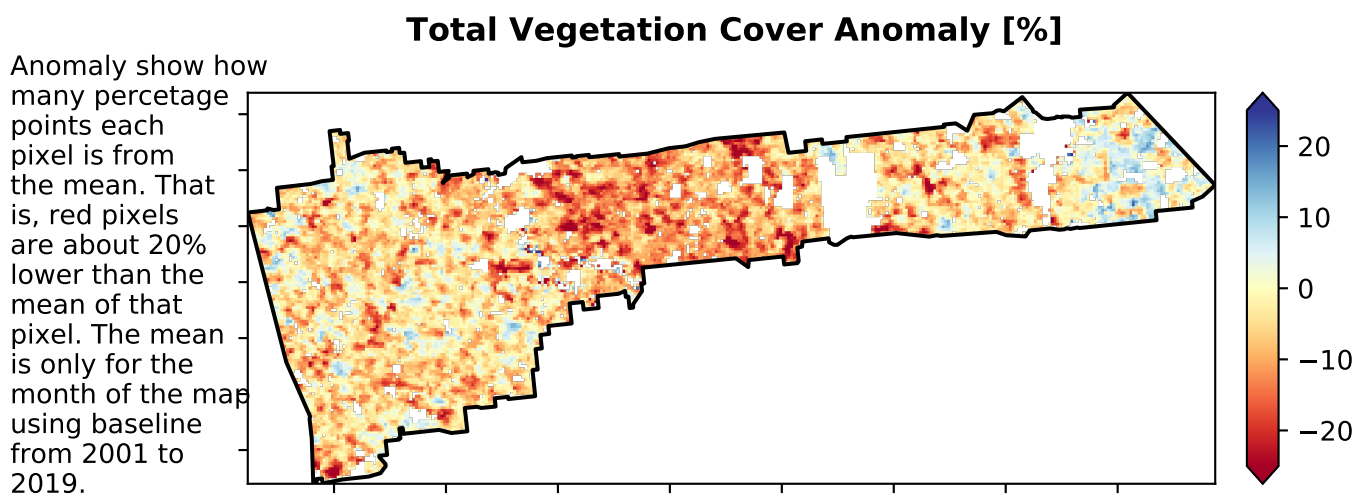 Total Vegetation Cover Anomaly [%]
Anomaly show how
many percetage
points each
pixel is from
the mean. That
is, red pixels
are about 20%
lower than the
mean of that
pixel. The mean
is only for the
month of the map
using baseline
from 2001 to
2019.
20
10
0
−10
−20